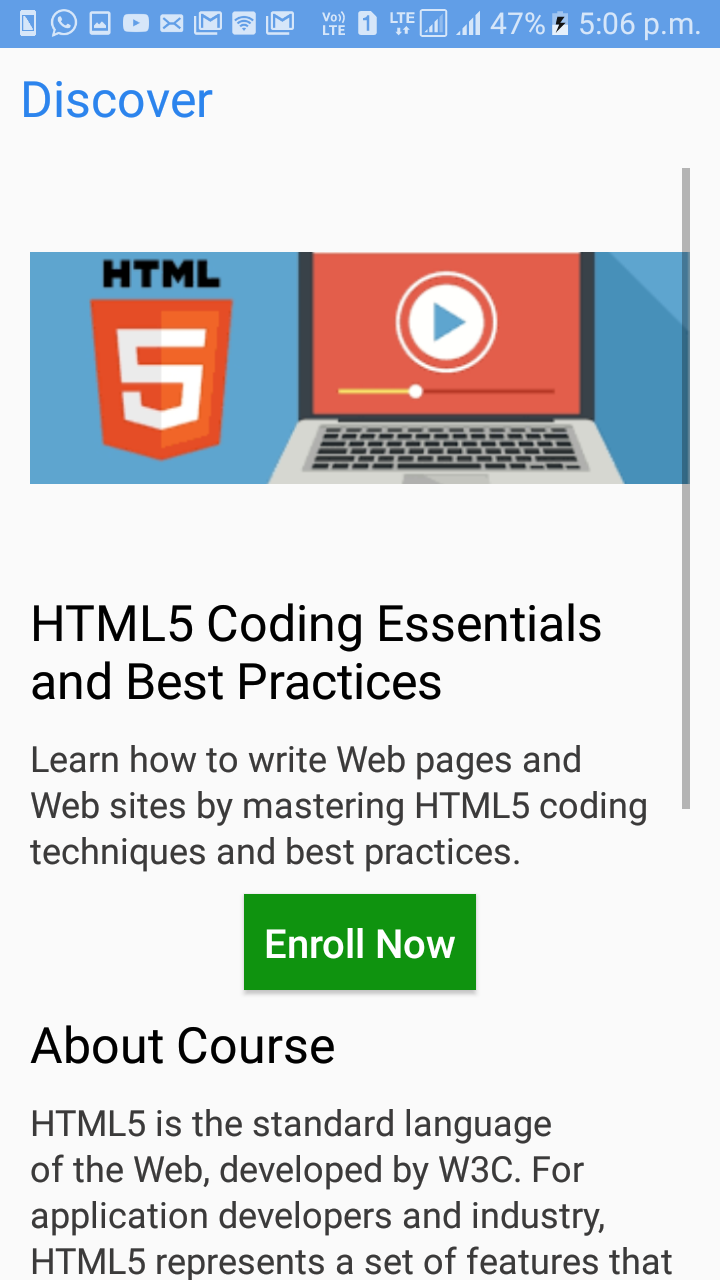 Vo)) LTE 1 LTE 47% 5:06 p.m.
Discover
HTML
5
HTML5 Coding Essentials
and Best Practices
Learn how to write Web pages and
Web sites by mastering HTML5 coding
techniques and best practices.
Enroll Now
About Course
HTML5 is the standard language
of the Web, developed by W3C. For
application developers and industry,
HTML5 represents a set of features that